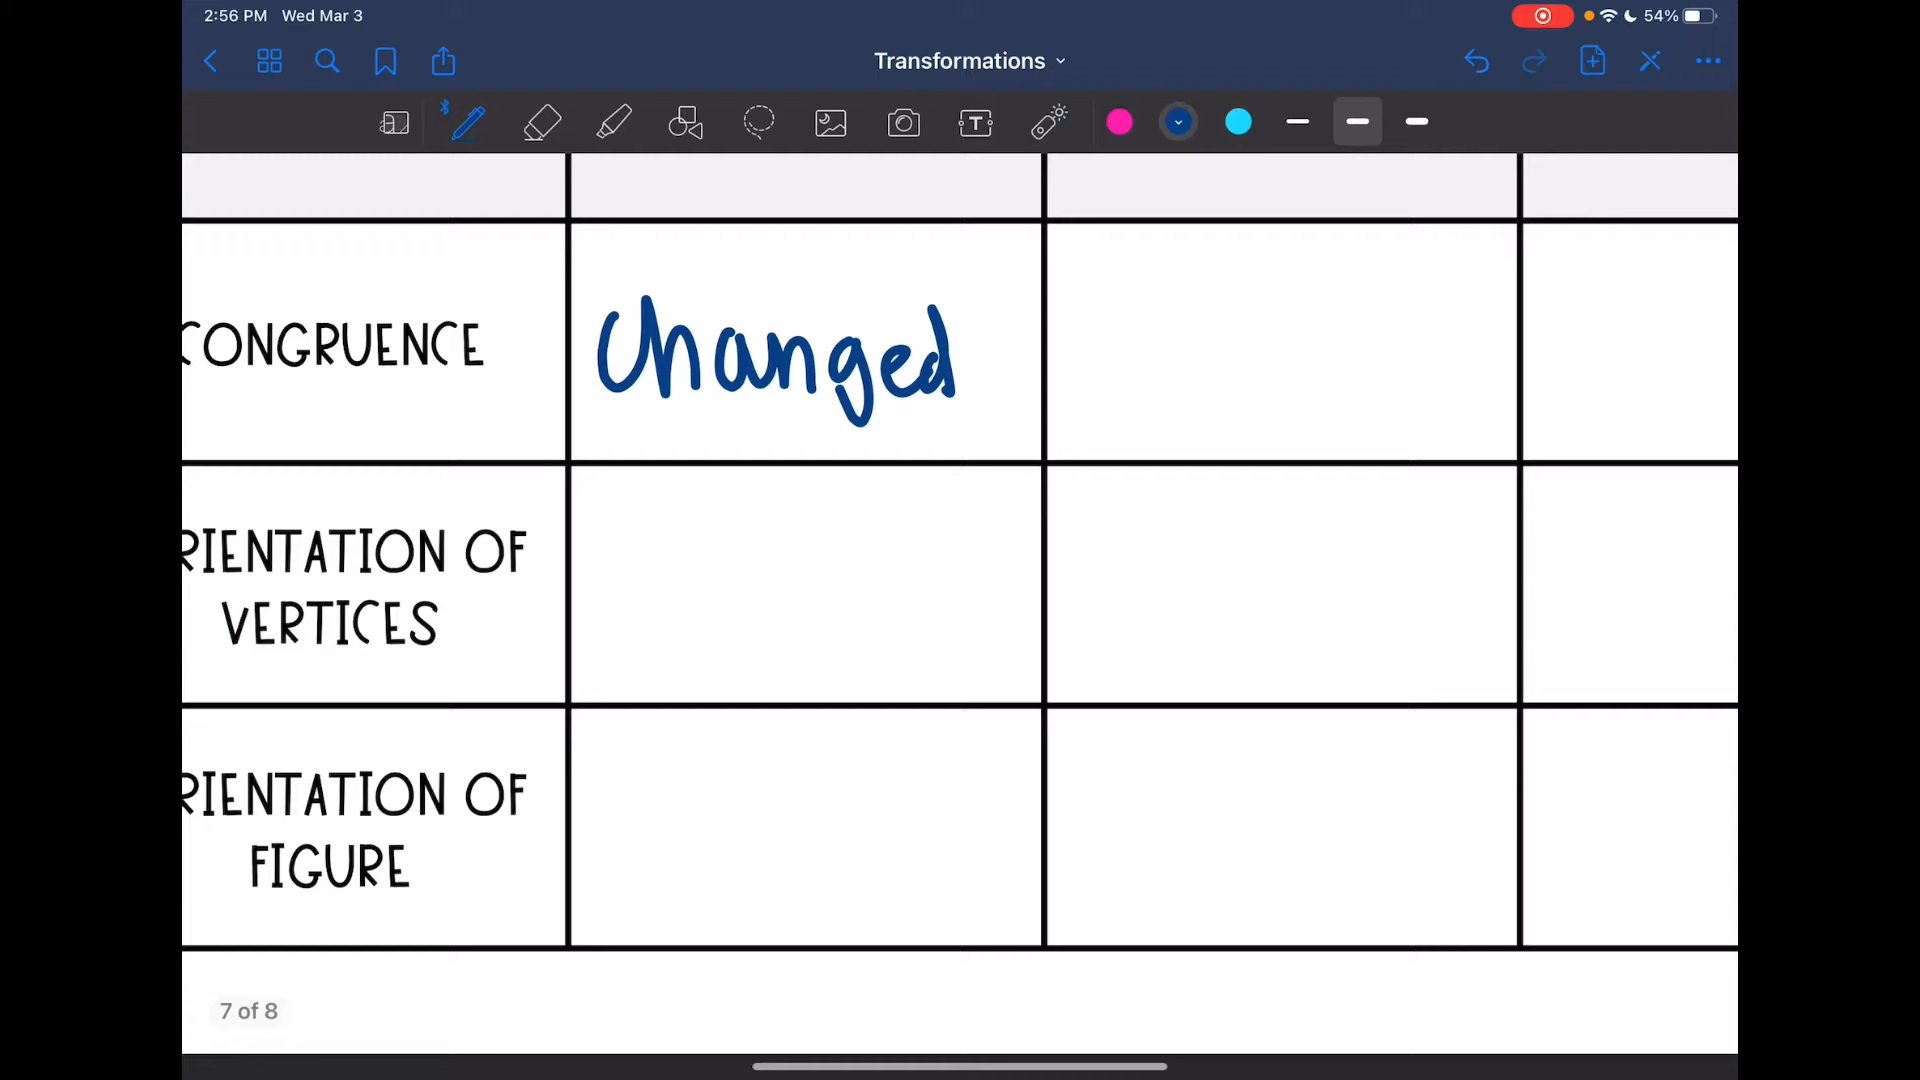 2:56 PM Wed Mar 3
54%
Transformations
T
CONGRUENCE
Changed
RIENTATION OF
VERTICES
RIENTATION OF
FIGURE
7 of 8